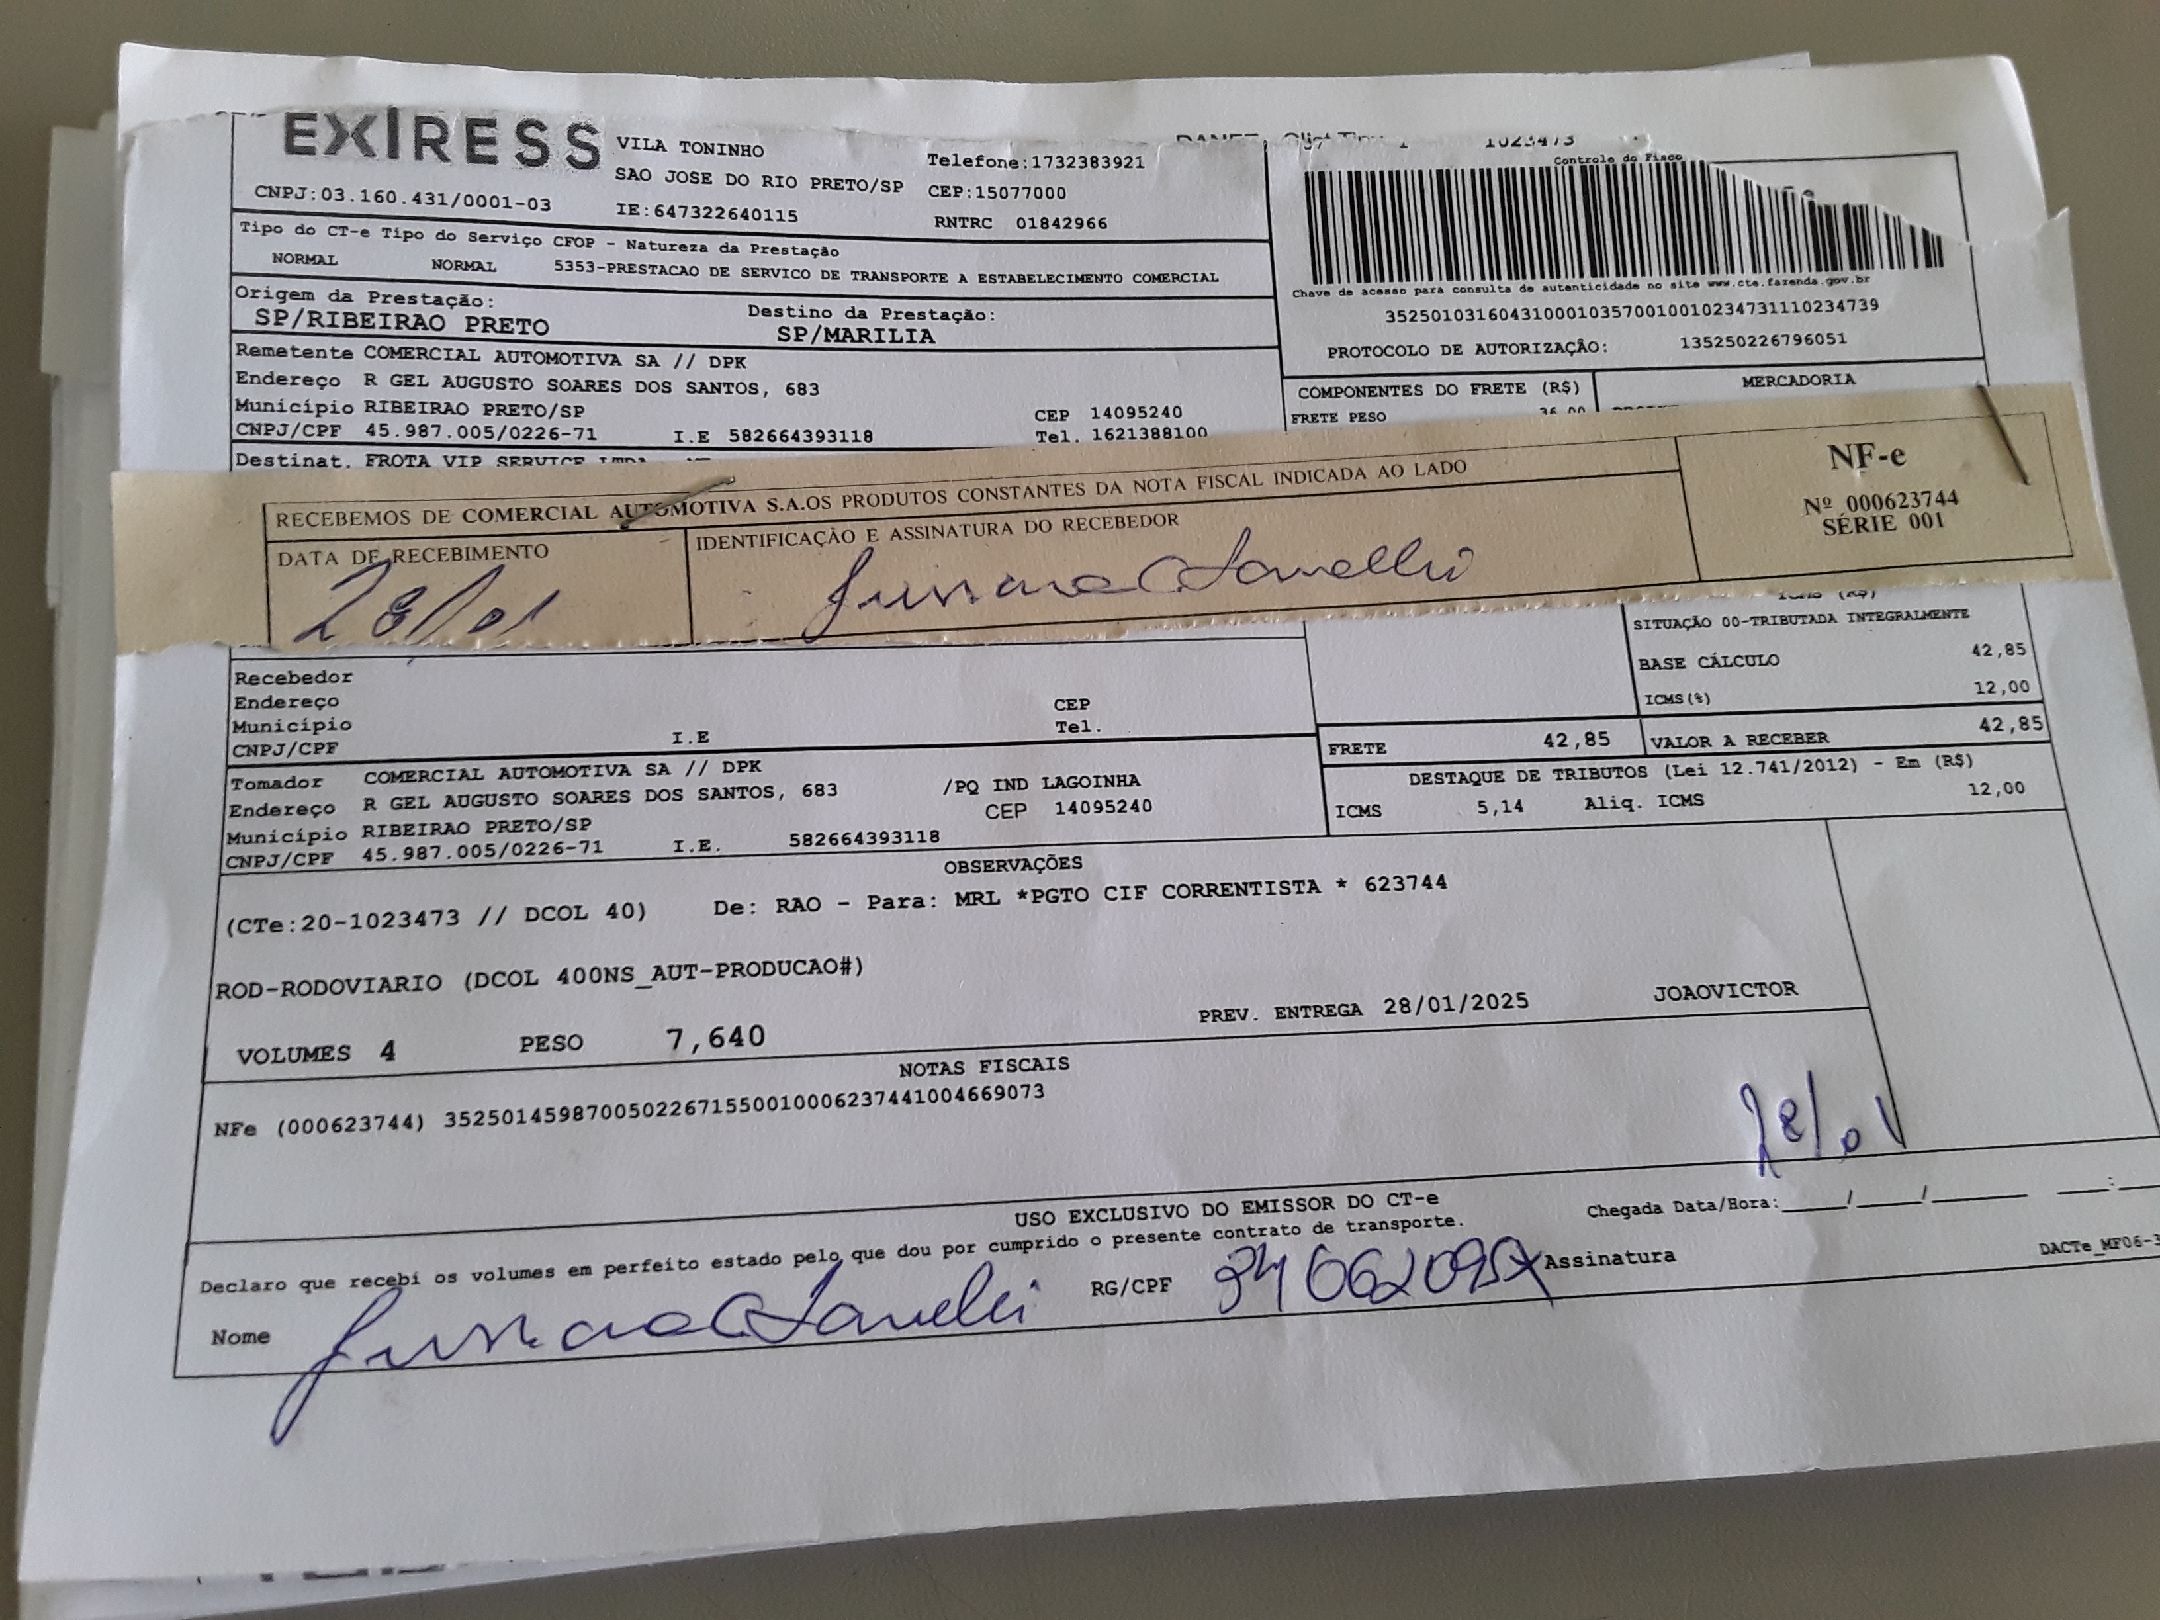 EXIRESS
VILA TONINHO
Telefone:1732383921
1023473
SAO JOSE DO RIO PRETO/SP CEP:15077000
CNPJ:03.160.431/0001-03 IE:647322640115 RNTRC 01842966
Controle do Fisco
Tipo do CT-e Tipo do Serviço CFOP - Natureza da Prestação
NORMAL NORMAL 5353-PRESTACAO DE SERVICO DE TRANSPORTE A ESTABELECIMENTO COMERCIAL
Chave de acesso para consulta de autenticidade no site www.cte.fazenda.gov.br
35250103160431000103570010010234731110234739
PROTOCOLO DE AUTORIZAÇÃO: 135250226796051
Origem da Prestação: Destino da Prestação:
SP/RIBEIRAO PRETO SP/MARILIA
Remetente COMERCIAL AUTOMOTIVA SA // DPK
Endereço R GEL AUGUSTO SOARES DOS SANTOS, 683
Município RIBEIRAO PRETO/SP CEP 14095240
CNPJ/CPF 45.987.005/0226-71 I.E 582664393118 Tel. 1621388100
Destinat. FROTA VIP SERVICE
COMPONENTES DO FRETE (R$) MERCADORIA
FRETE PESO 36,00
RECEBEMOS DE COMERCIAL AUTOMOTIVA S.A.OS PRODUTOS CONSTANTES DA NOTA FISCAL INDICADA AO LADO
DATA DE RECEBIMENTO
28/01
IDENTIFICAÇÃO E ASSINATURA DO RECEBEDOR
NF-e
Nº 000623744
SÉRIE 001
ICMS (R$)
SITUAÇÃO 00-TRIBUTADA INTEGRALMENTE
BASE CÁLCULO 42,85
ICMS(%) 12,00
Recebedor
Endereço CEP
Município Tel.
CNPJ/CPF I.E
FRETE 42,85 VALOR A RECEBER 42,85
DESTAQUE DE TRIBUTOS (Lei 12.741/2012) - Em (R$)
ICMS 5,14 Aliq. ICMS 12,00
Tomador COMERCIAL AUTOMOTIVA SA // DPK
Endereço R GEL AUGUSTO SOARES DOS SANTOS, 683 /PQ IND LAGOINHA
Município RIBEIRAO PRETO/SP CEP 14095240
CNPJ/CPF 45.987.005/0226-71 I.E. 582664393118
OBSERVAÇÕES
(CTe:20-1023473 // DCOL 40) De: RAO - Para: MRL *PGTO CIF CORRENTISTA * 623744
ROD-RODOVIARIO (DCOL 400NS_AUT-PRODUCAO#)
PREV. ENTREGA 28/01/2025 JOAOVICTOR
VOLUMES 4 PESO 7,640
NOTAS FISCAIS
NFe (000623744) 35250145987005022671550010006237441004669073
28/01
USO EXCLUSIVO DO EMISSOR DO CT-e
Chegada Data/Hora:____/____/______ ___:
Declaro que recebi os volumes em perfeito estado pelo que dou por cumprido o presente contrato de transporte.
Nome RG/CPF Assinatura
DACTe_MF06-3